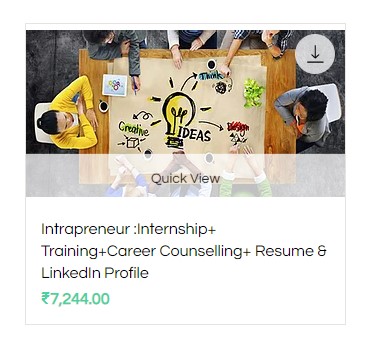 Think
Creative
IDEAS
Design
Quick View
Intrapreneur :Internship+
Training+Career Counselling+ Resume &
LinkedIn Profile
₹7,244.00